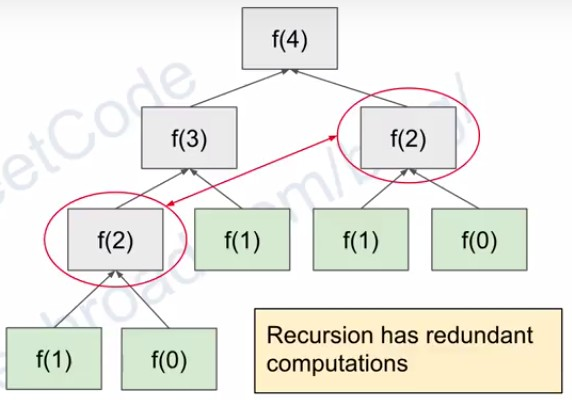 f(4)
f(3)
f(2)
f(2)
f(1)
f(1)
f(0)
f(1)
f(0)
Recursion has redundant
computations